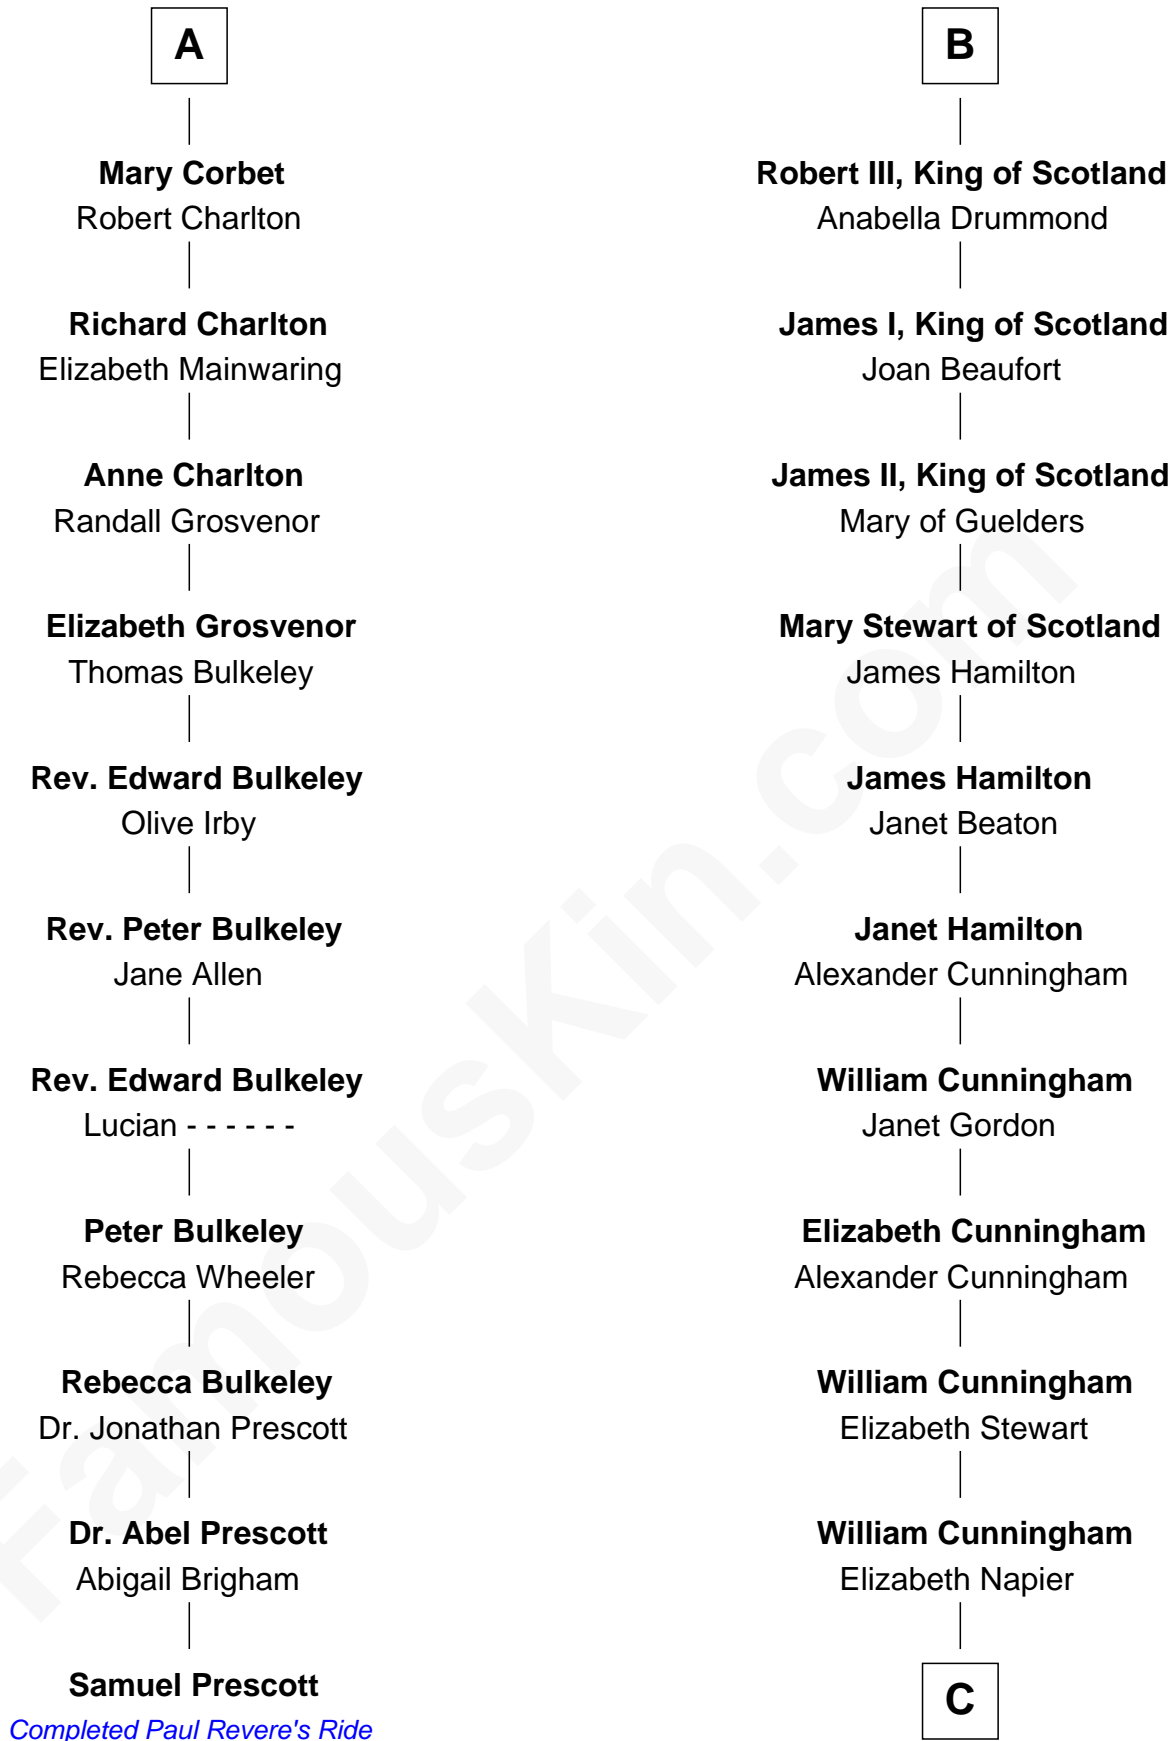 A
Mary Corbet
Robert Charlton
Richard Charlton
Elizabeth Mainwaring
Anne Charlton
Randall Grosvenor
Elizabeth Grosvenor
Thomas Bulkeley
Rev. Edward Bulkeley
Olive Irby
Rev. Peter Bulkeley
Jane Allen
Rev. Edward Bulkeley
Lucian - - - - - -
Peter Bulkeley
Rebecca Wheeler
Rebecca Bulkeley
Dr. Jonathan Prescott
Dr. Abel Prescott
Abigail Brigham
Samuel Prescott
Completed Paul Revere's Ride
B
Robert III, King of Scotland
Anabella Drummond
James I, King of Scotland
Joan Beaufort
James II, King of Scotland
Mary of Guelders
Mary Stewart of Scotland
James Hamilton
James Hamilton
Janet Beaton
Janet Hamilton
Alexander Cunningham
William Cunningham
Janet Gordon
Elizabeth Cunningham
Alexander Cunningham
William Cunningham
Elizabeth Stewart
William Cunningham
Elizabeth Napier
C
FamousKin.com